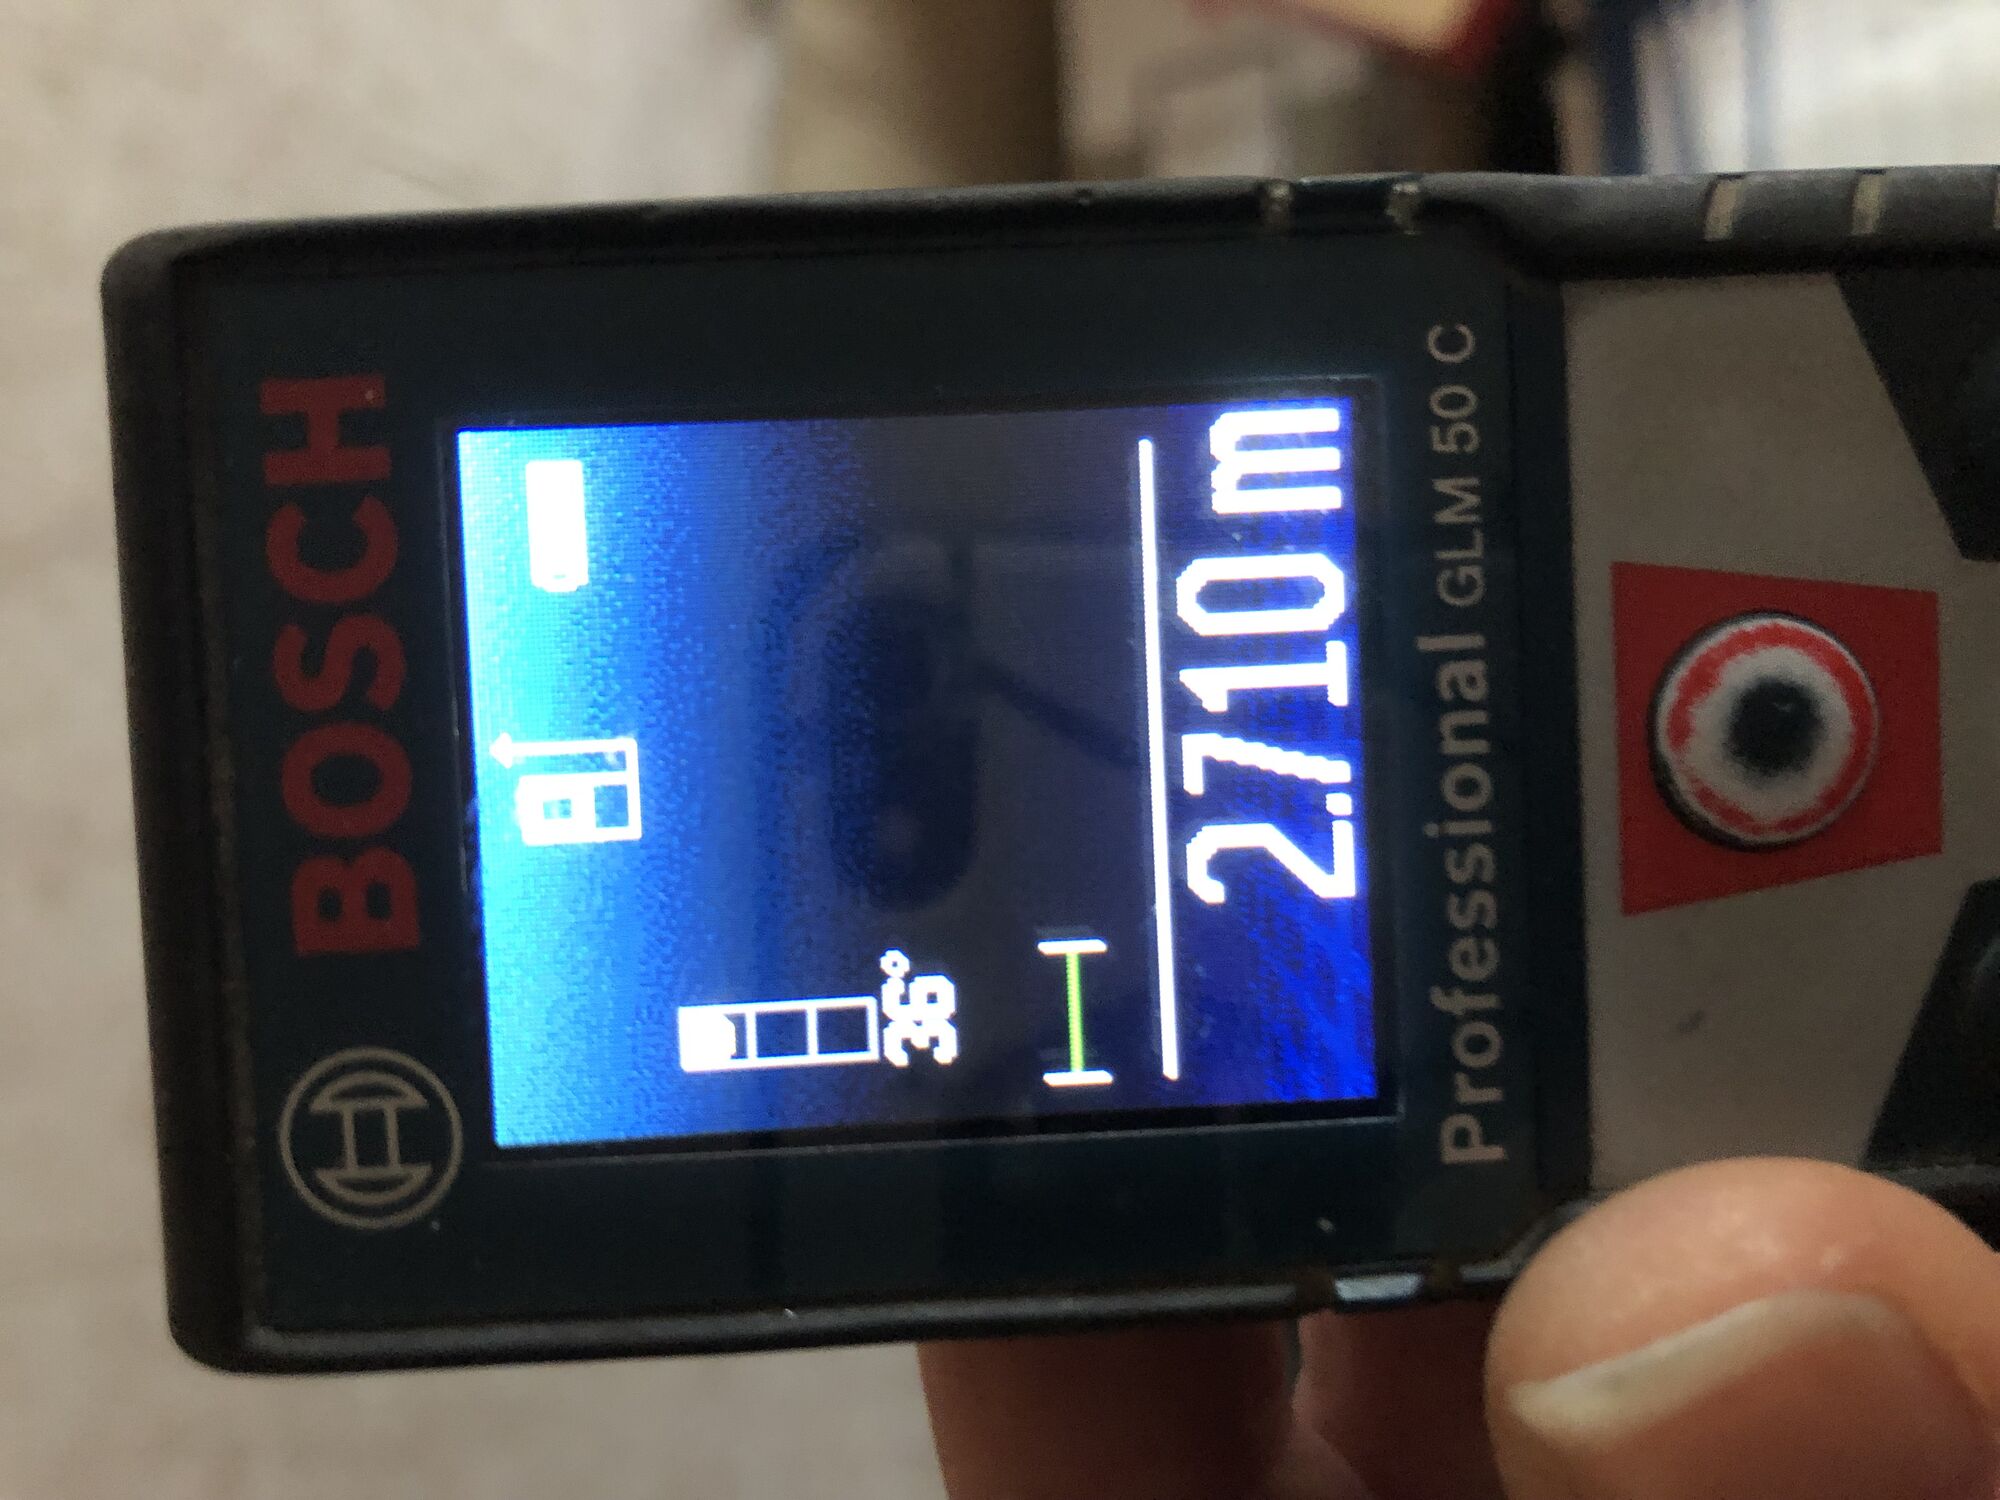 BOSCH
36°
2.710 m
Professional GLM 50 C